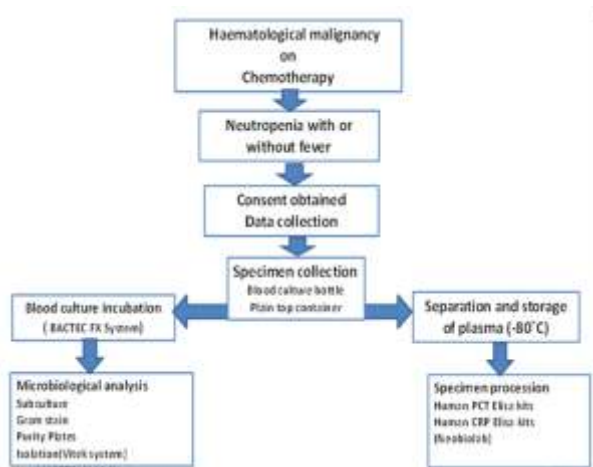 Haematological malignancy
on
Chemotherapy
Neutropenia with or
without fever
Consent obtained
Data collection
Specimen collection
Blood culture bottle
Plain top container
Blood culture incubation
( BACTEC FX System)
Separation and storage
of plasma (-80°C)
Microbiological analysis
Subculture
Gram stain
Purity Plates
Isolation(Vitek system)
Specimen procession
Human PCT Elisa kits
Human CRP Elisa kits
(Neobiolab)